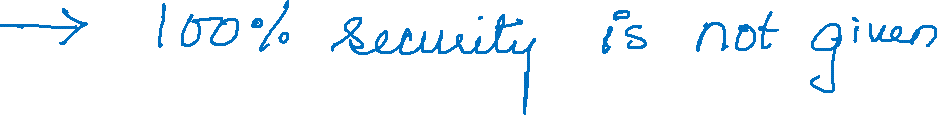 → 100% security is not given